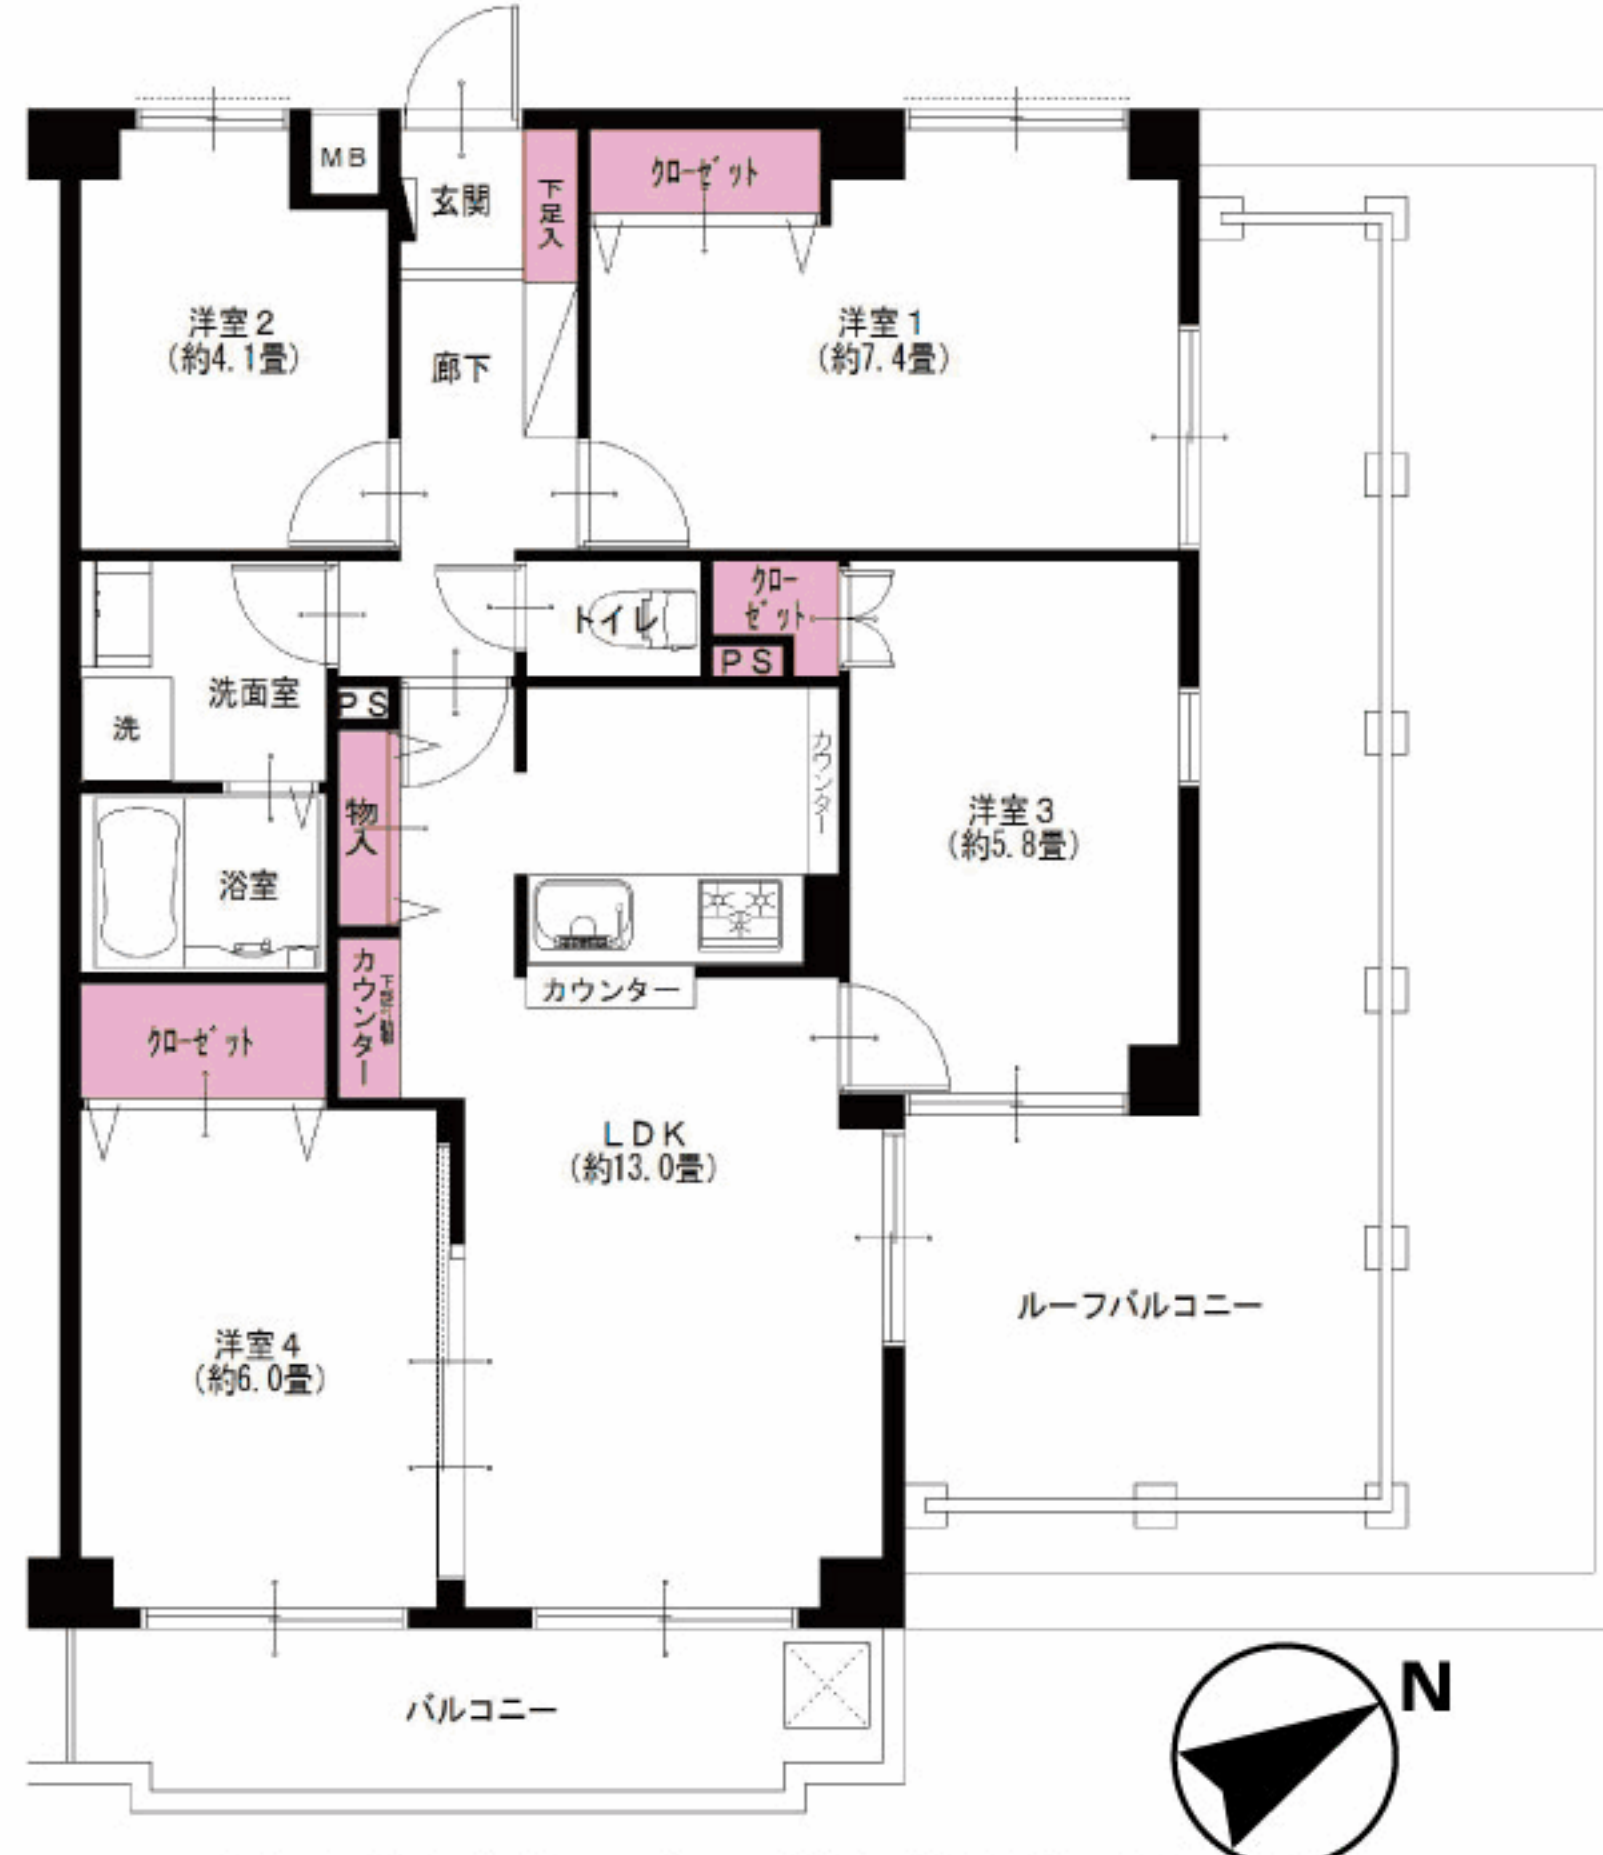 MB
玄関
下足入
クローゼット
洋室2
(約4.1畳)
廊下
洋室1
(約7.4畳)
トイレ
クロー
ゼット
PS
洗面室
PS
洗
カウンター
物入
洋室3
(約5.8畳)
浴室
カウンター
カウンター
クローゼット
LDK
(約13.0畳)
洋室4
(約6.0畳)
ルーフバルコニー
バルコニー
N